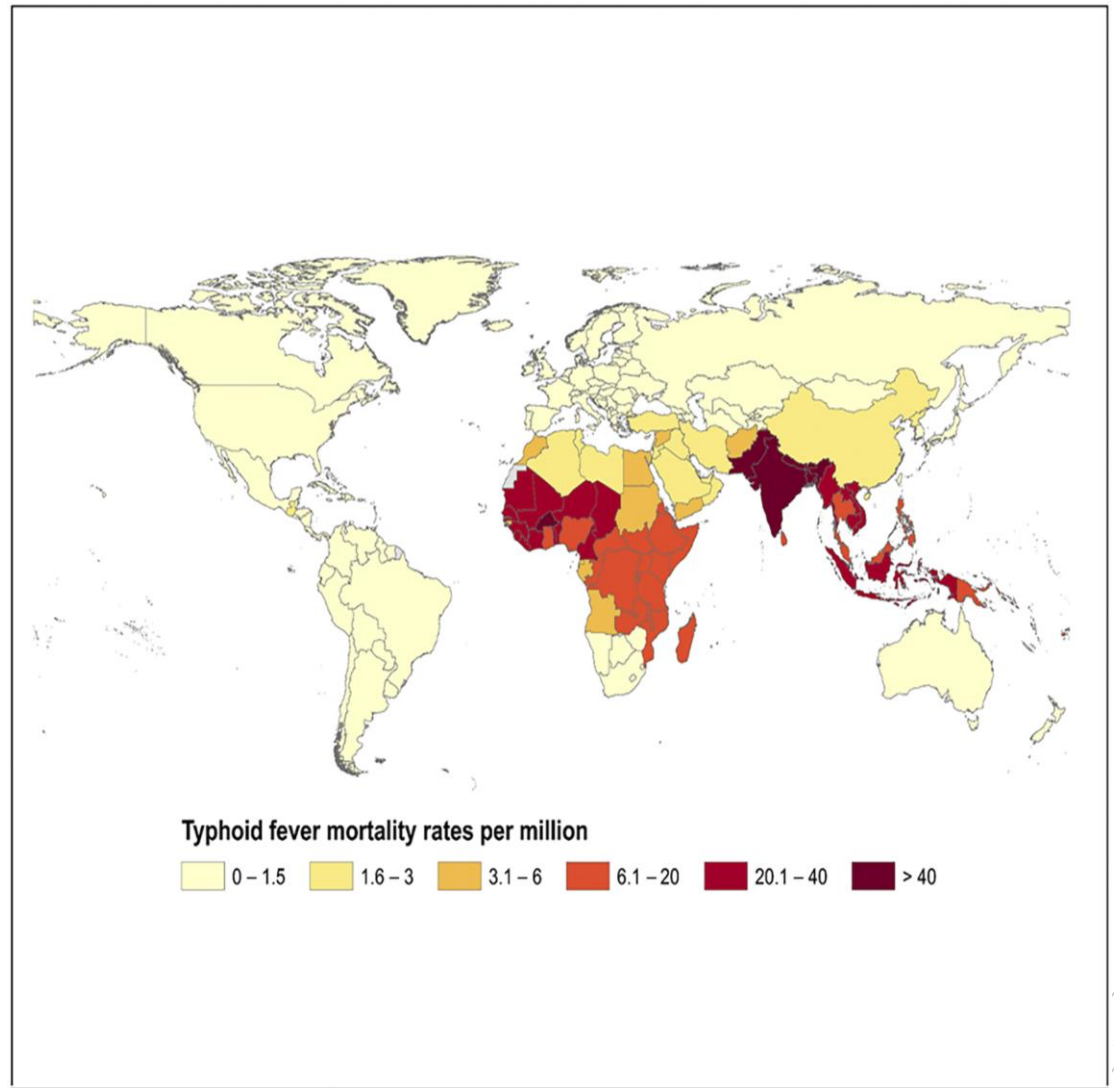 Typhoid fever mortality rates per million
0 – 1.5 1.6 – 3 3.1 – 6 6.1 – 20 20.1 – 40 > 40